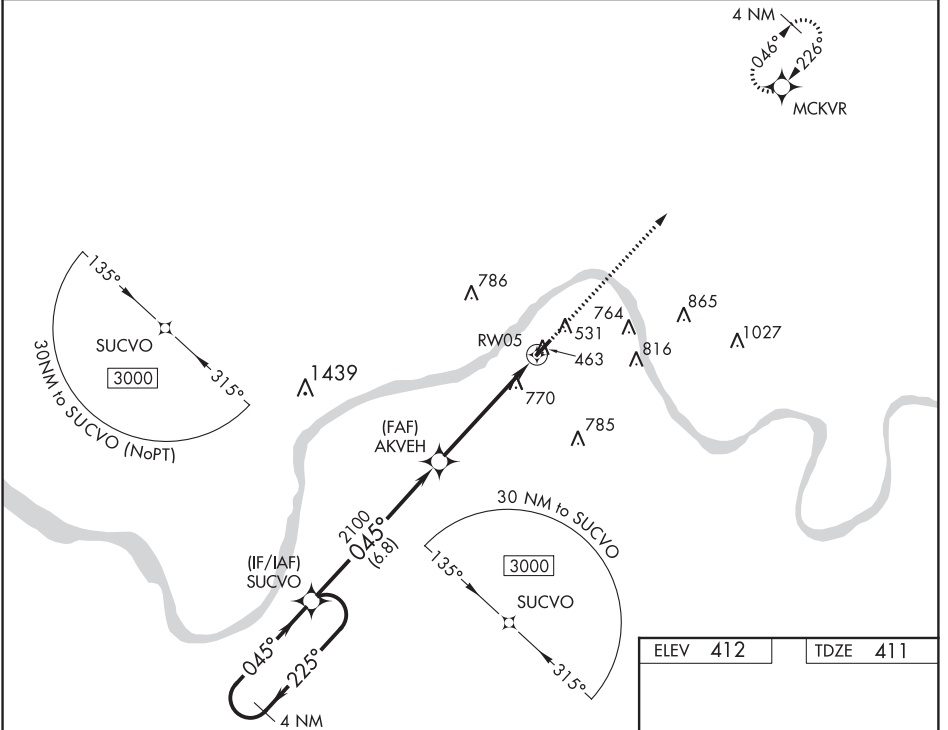 4 NM
046°
226°
MCKVR
135°
SUCVO
3000
315°
30NM to SUCVO (NoPT)
786
1439
RW05
531
463
764
865
816
1027
770
785
(FAF)
AKVEH
2100
045°
(6.8)
(IF/IAF)
SUCVO
045°
225°
4 NM
30 NM to SUCVO
135°
3000
SUCVO
315°
ELEV 412
TDZE 411